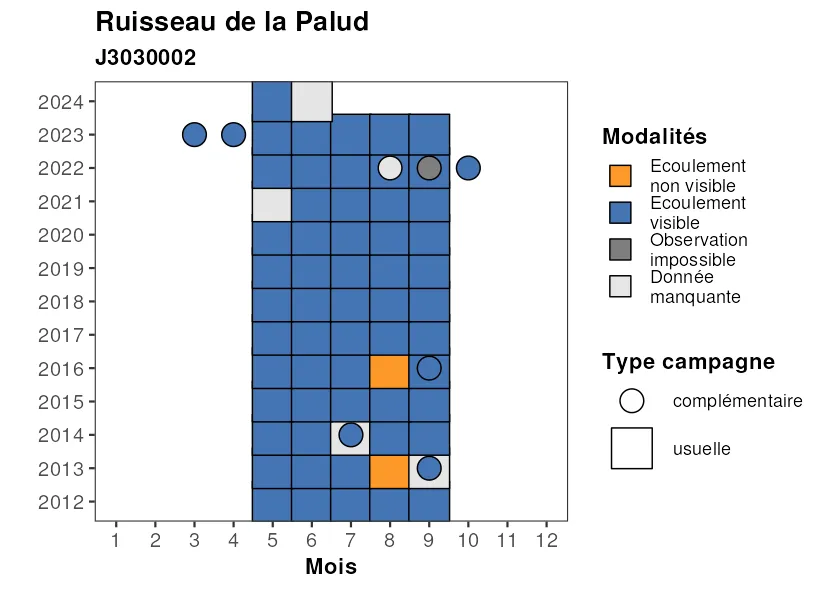 Ruisseau de la Palud
J3030002
2024
2023
2022
2021
2020
2019
2018
2017
2016
2015
2014
2013
2012
1 2 3 4 5 6 7 8 9 10 11 12
Mois
Modalités
Ecoulement
non visible
Ecoulement
visible
Observation
impossible
Donnée
manquante
Type campagne
complémentaire
usuelle